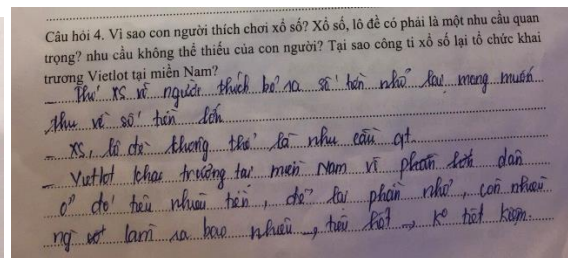 Câu hỏi 4. Vì sao con người thích chơi xổ số? Xổ số, lô đề có phải là một nhu cầu quan
trọng? nhu cầu không thể thiếu của con người? Tại sao công ti xổ số lại tổ chức khai
trương Vietlot tại miền Nam?
XS vì người thích bỏ ra số tiền nhỏ lại mong muốn
thu về số tiền lớn
XS, lô đề không thể là nhu cầu qt.
Vietlot khai trương tại miền Nam vì phần lớn dân
ở đó tiêu nhiều tiền, để lại phần nhỏ, còn nhiều
ng làm ra bao nhiêu, tiêu hết, ko tiết kiệm.